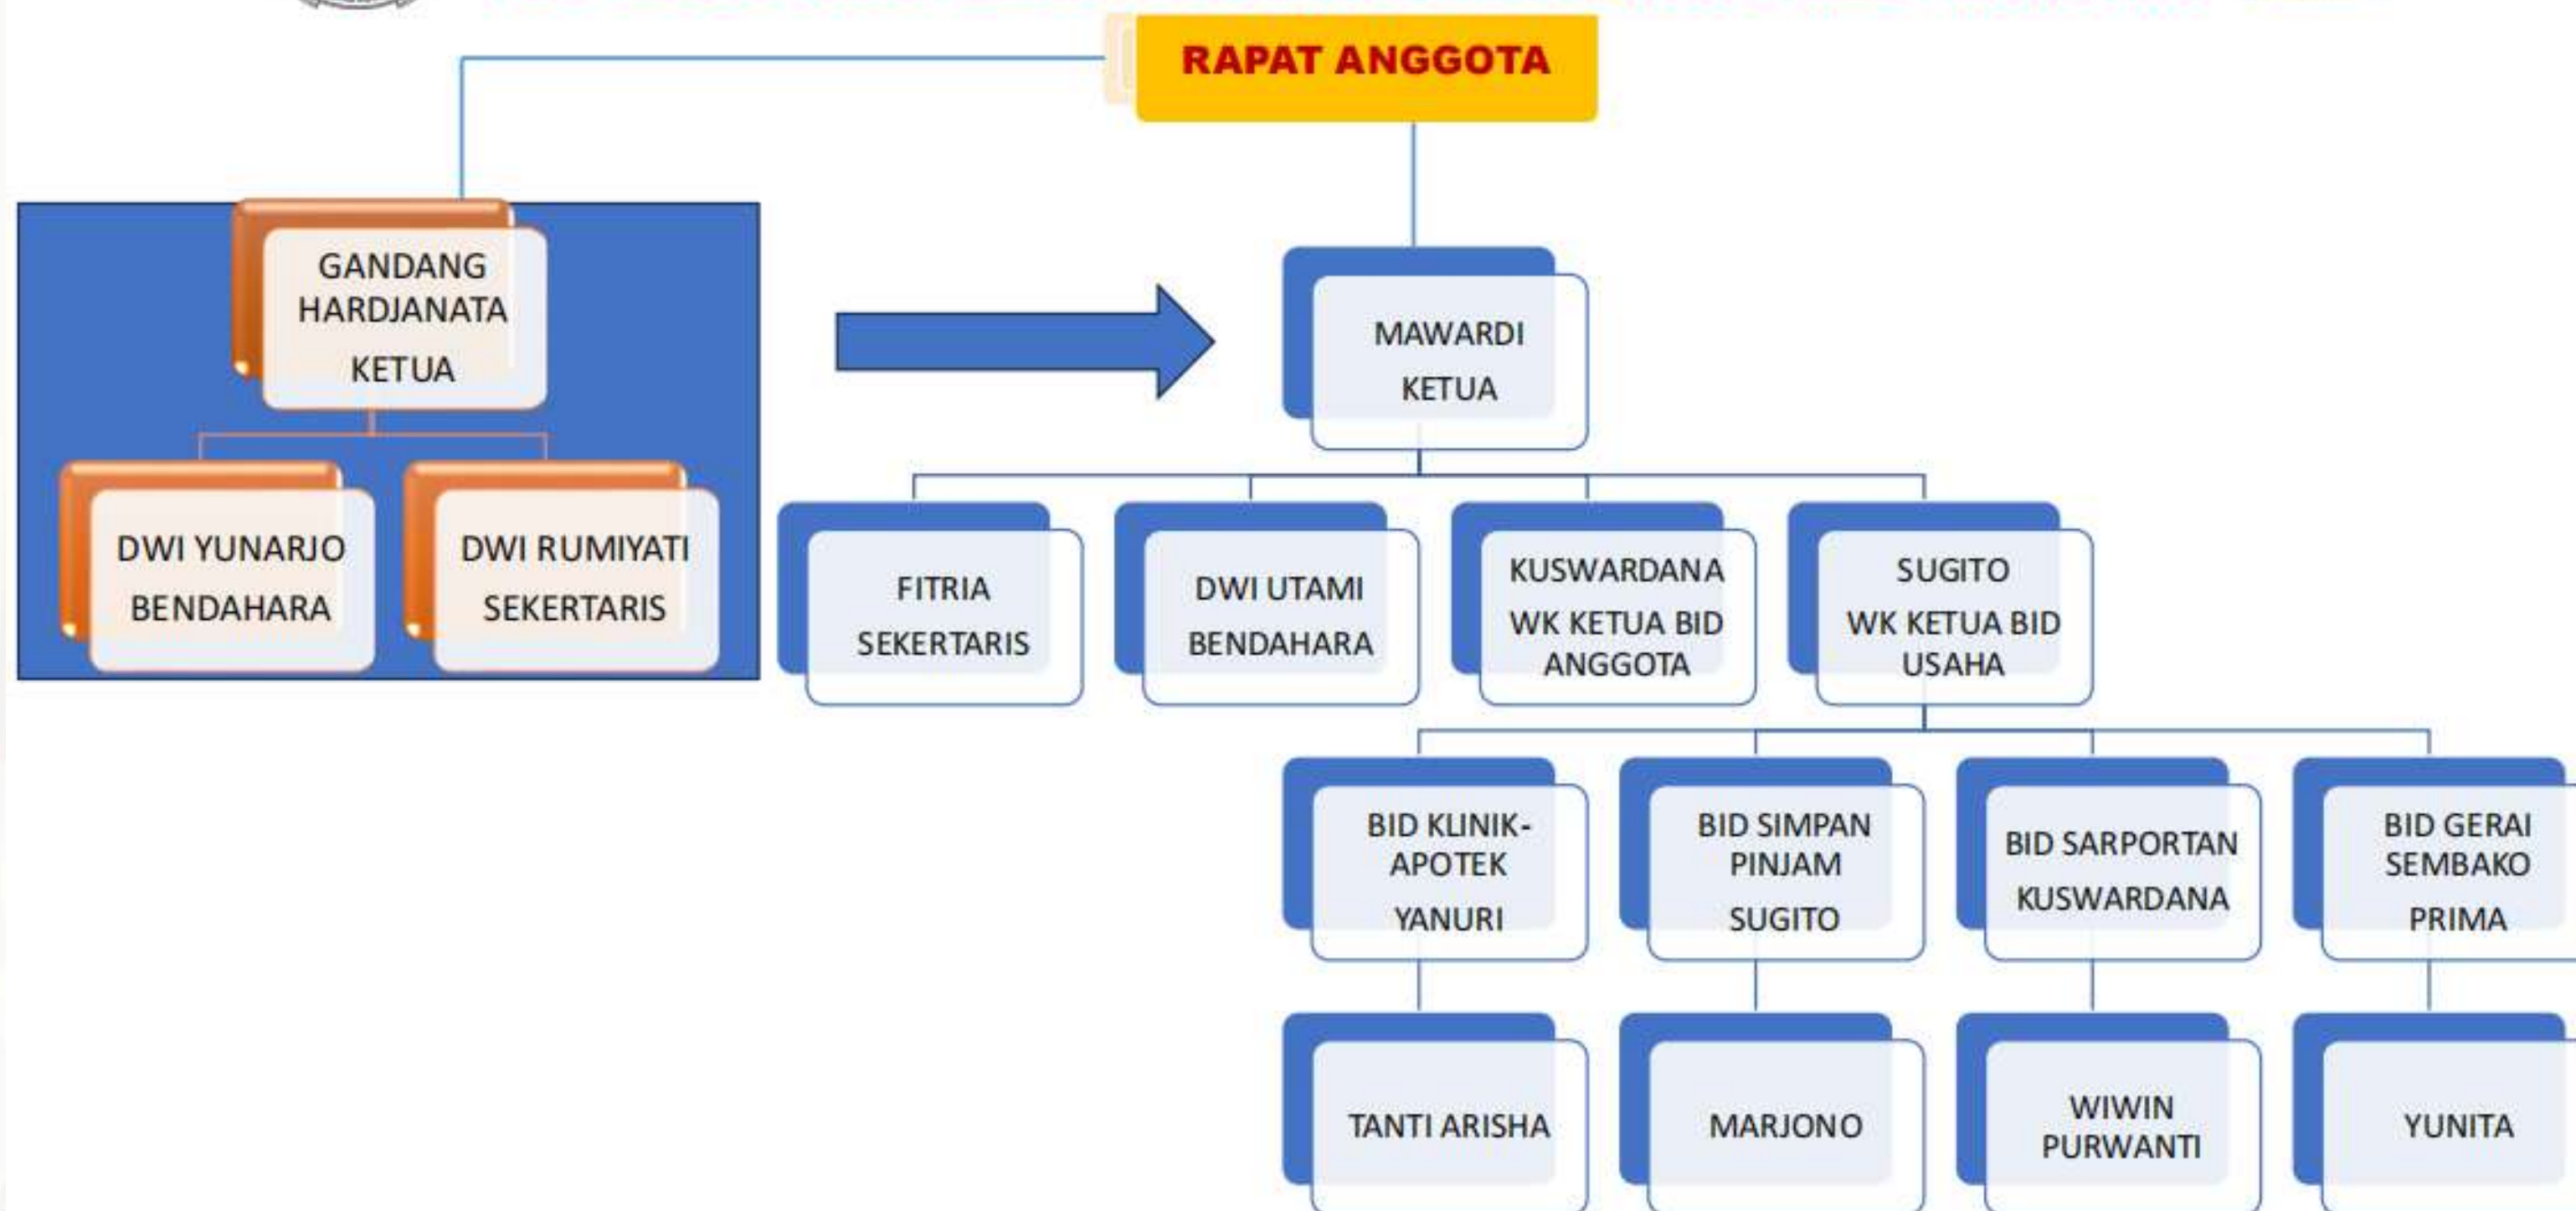 RAPAT ANGGOTA
GANDANG
HARDJANATA
KETUA
DWI YUNARJO
BENDAHARA
DWI RUMIYATI
SEKERTARIS
MAWARDI
KETUA
FITRIA
SEKERTARIS
DWI UTAMI
BENDAHARA
KUSWARDANA
WK KETUA BID
ANGGOTA
SUGITO
WK KETUA BID
USAHA
BID KLINIK-
APOTEK
YANURI
BID SIMPAN
PINJAM
SUGITO
BID SARPORTAN
KUSWARDANA
BID GERAI
SEMBAKO
PRIMA
TANTI ARISHA
MARJONO
WIWIN
PURWANTI
YUNITA